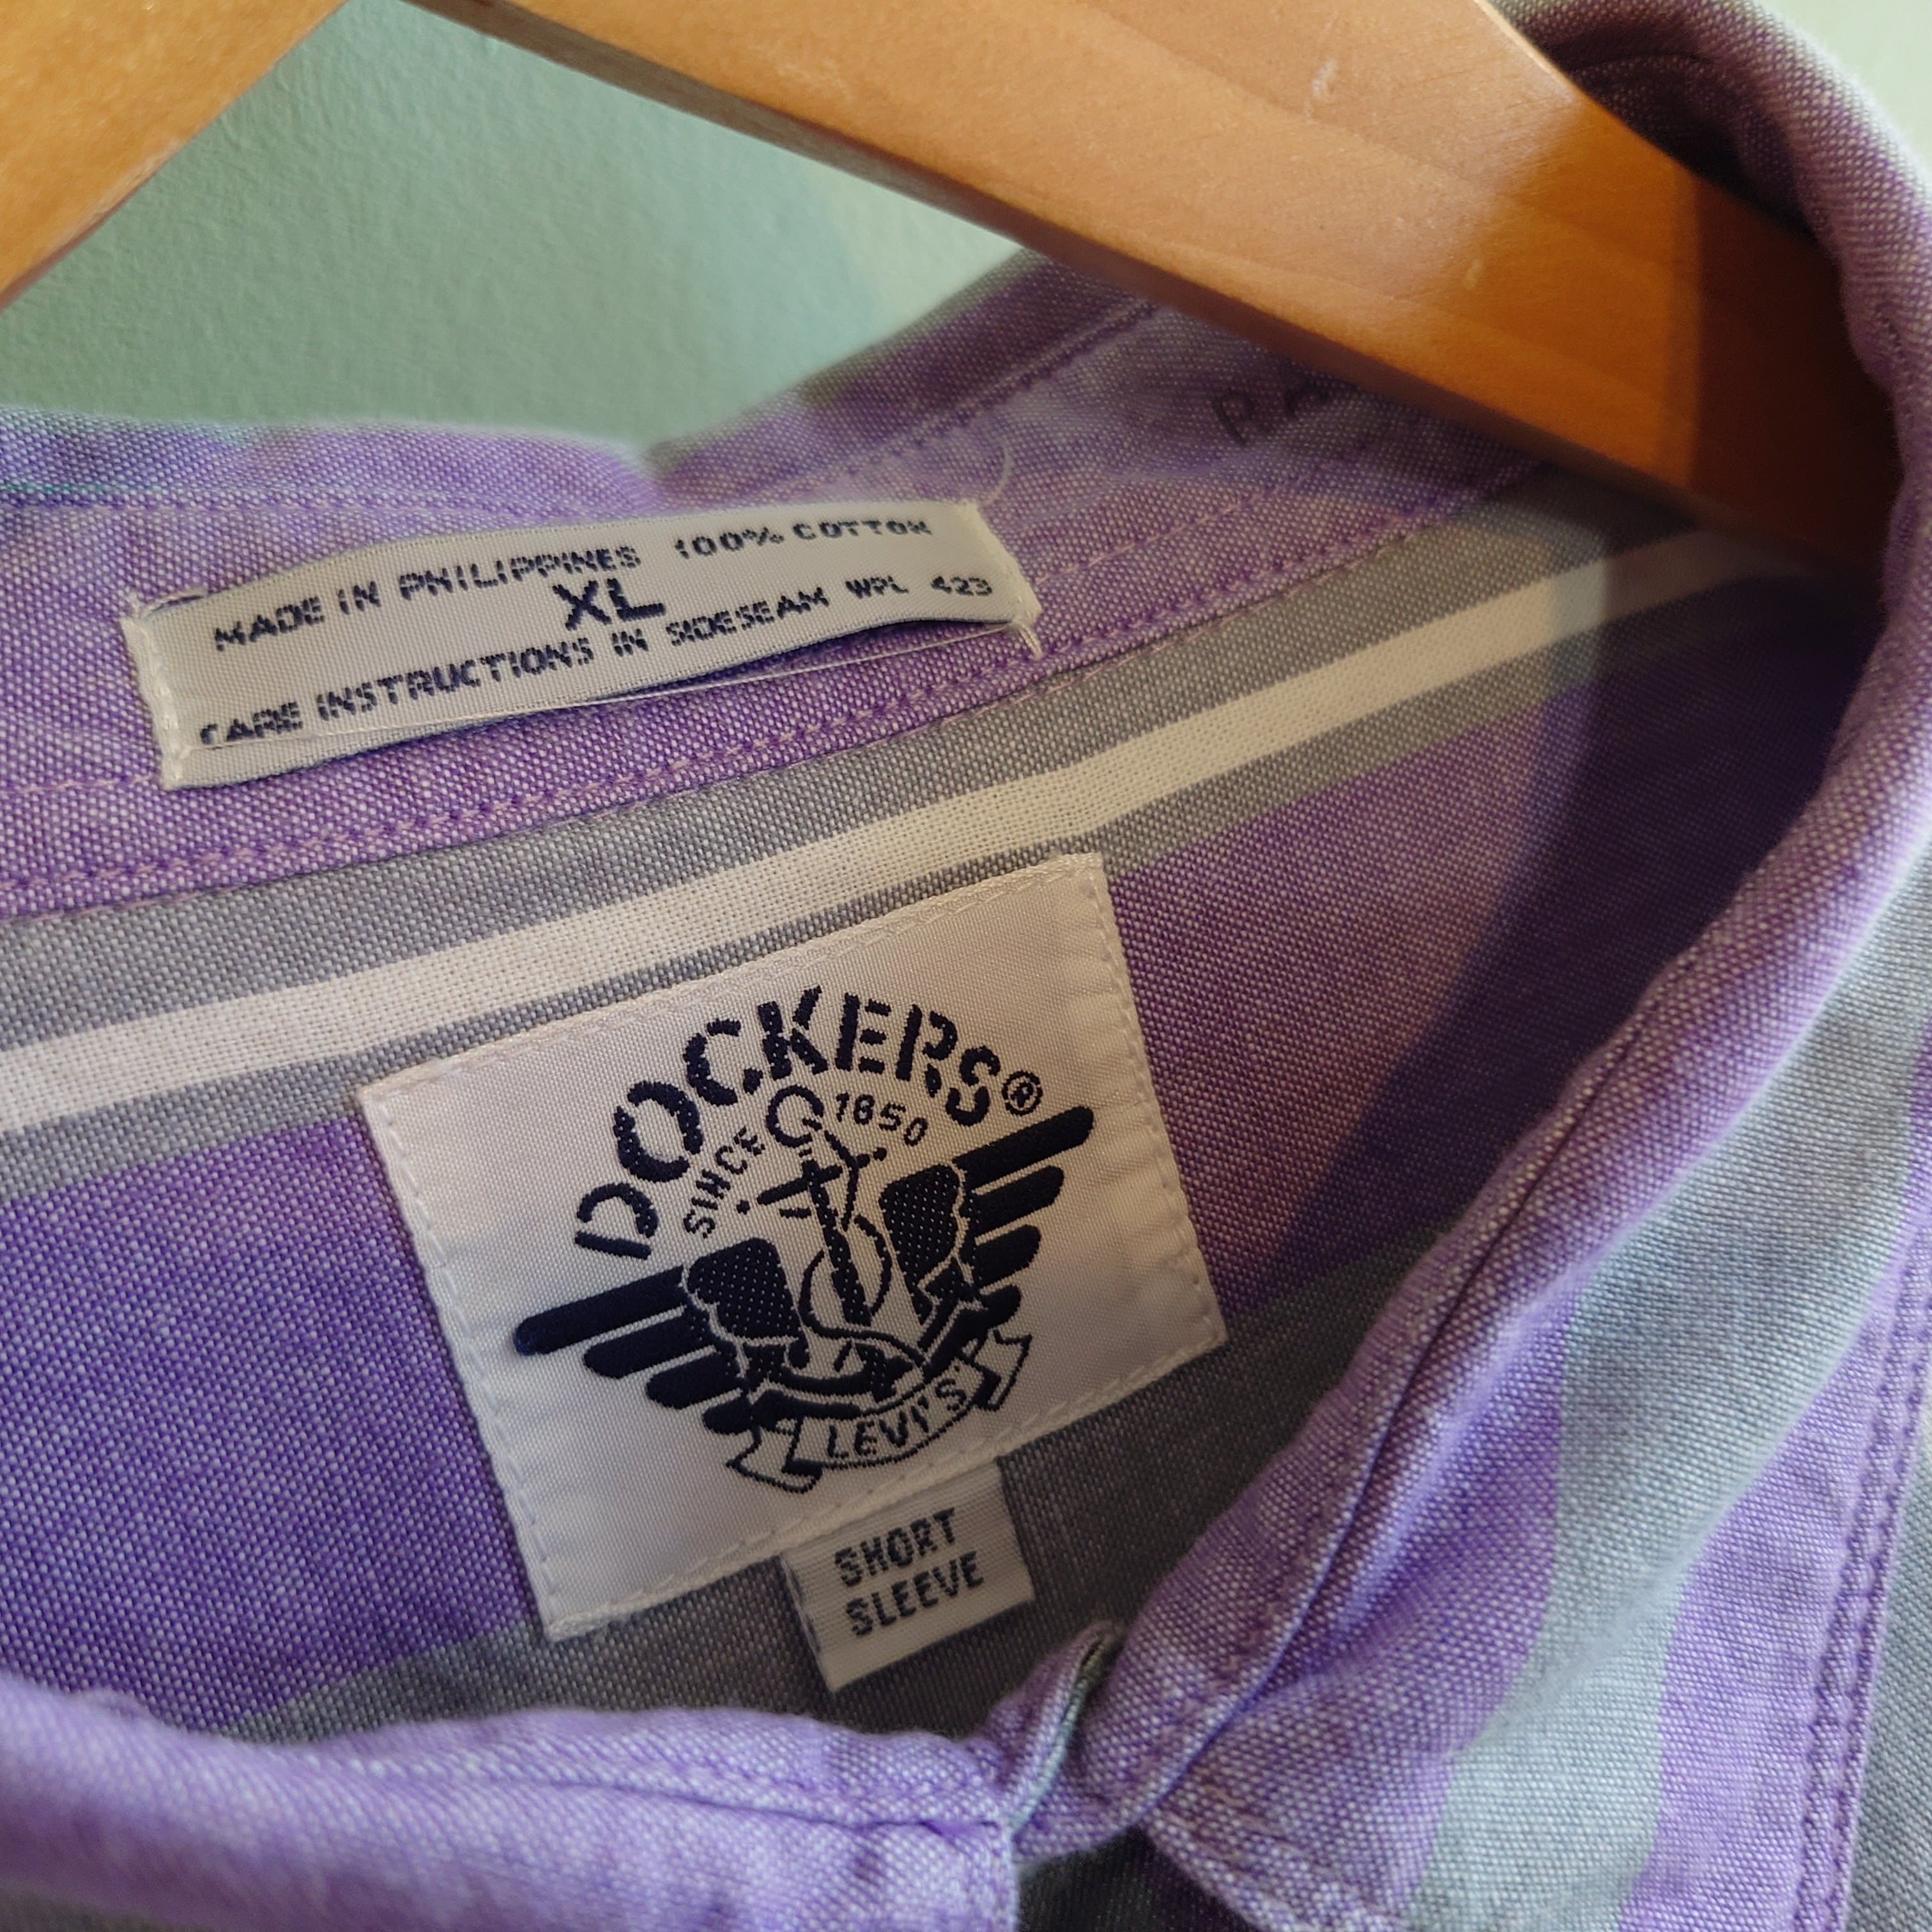 MADE IN PHILIPPINES 100% COTTON
XL
CARE INSTRUCTIONS IN SIDESEAM WPL 423
DOCKERS®
SINCE 1850
LEVI'S
SHORT
SLEEVE